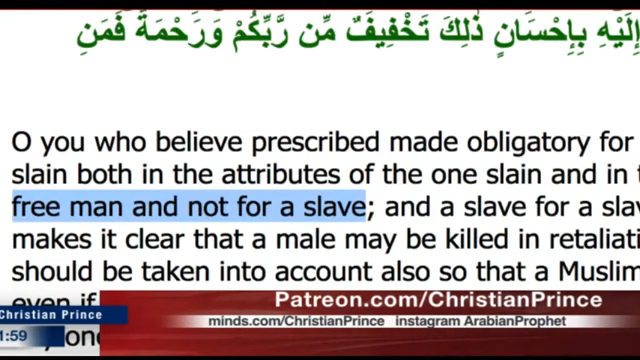 إِلَيْهِ بِإِحْسَانٍ ذَٰلِكَ تَخْفِيفٌ مِّن رَّبِّكُمْ وَرَحْمَةٌ فَمَنِ
O you who believe prescribed made obligatory for
slain both in the attributes of the one slain and in
free man and not for a slave; and a slave for a
makes it clear that a male may be killed in
should be taken into account also so that a Muslim
even if
Patreon.com/ChristianPrince
Christian Prince
minds.com/ChristianPrince instagram ArabianProphet
1:59